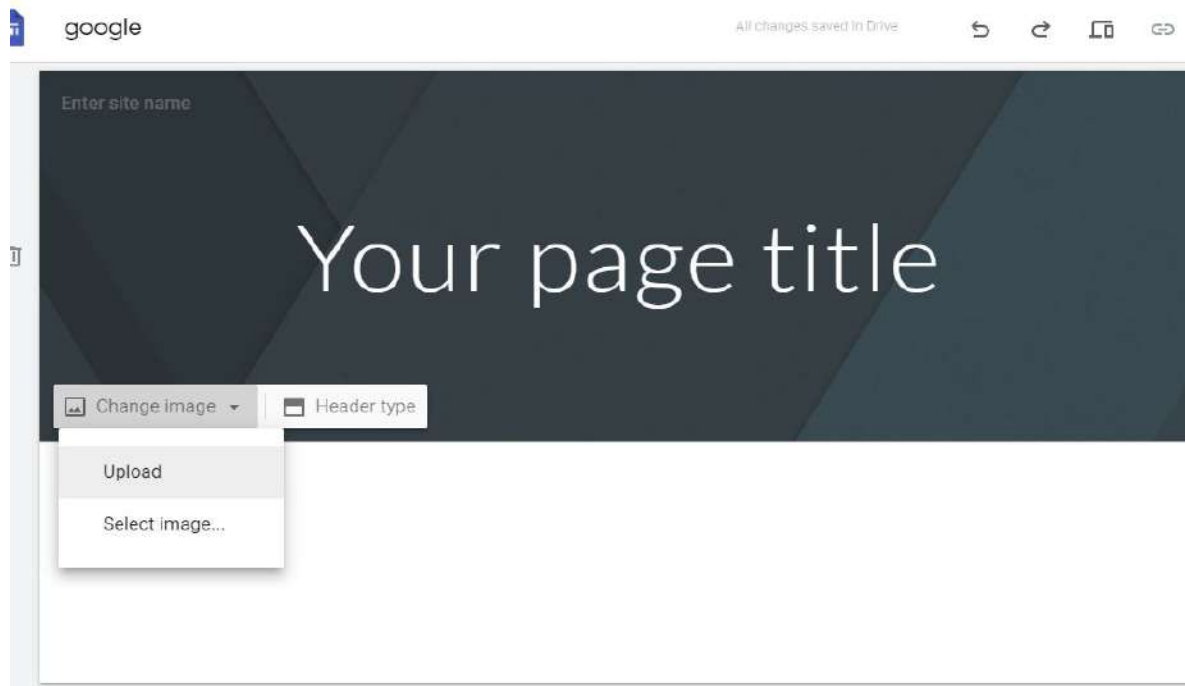 google
All changes saved in Drive
Enter site name
Your page title
Change image
Header type
Upload
Select image...